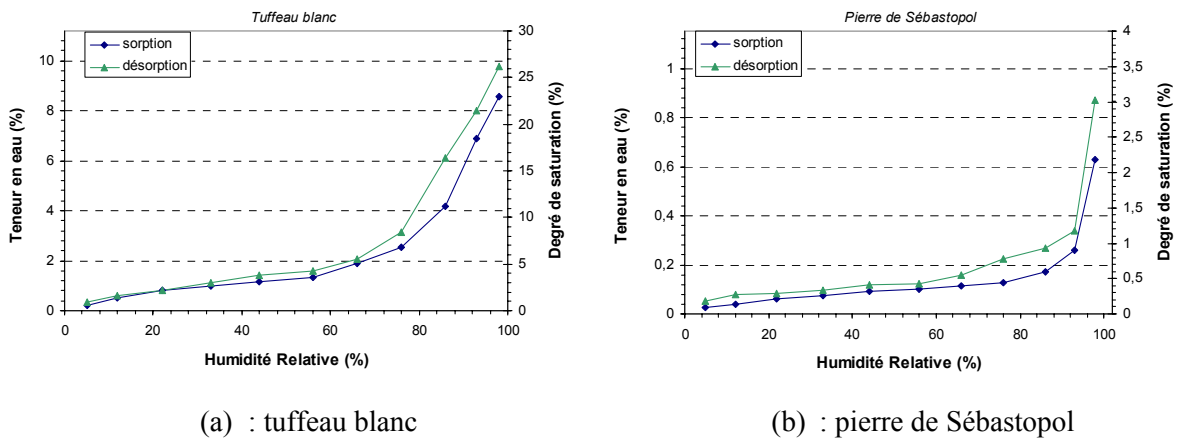 Tuffeau blanc
sorption
désorption
Teneur en eau (%)
10
8
6
4
2
0
Degré de saturation (%)
30
25
20
15
10
5
0
0 20 40 60 80 100
Humidité Relative (%)
(a) : tuffeau blanc
Pierre de Sébastopol
sorption
désorption
Teneur en eau (%)
1
0,8
0,6
0,4
0,2
0
Degré de saturation (%)
4
3,5
3
2,5
2
1,5
1
0,5
0
0 20 40 60 80 100
Humidité Relative (%)
(b) : pierre de Sébastopol